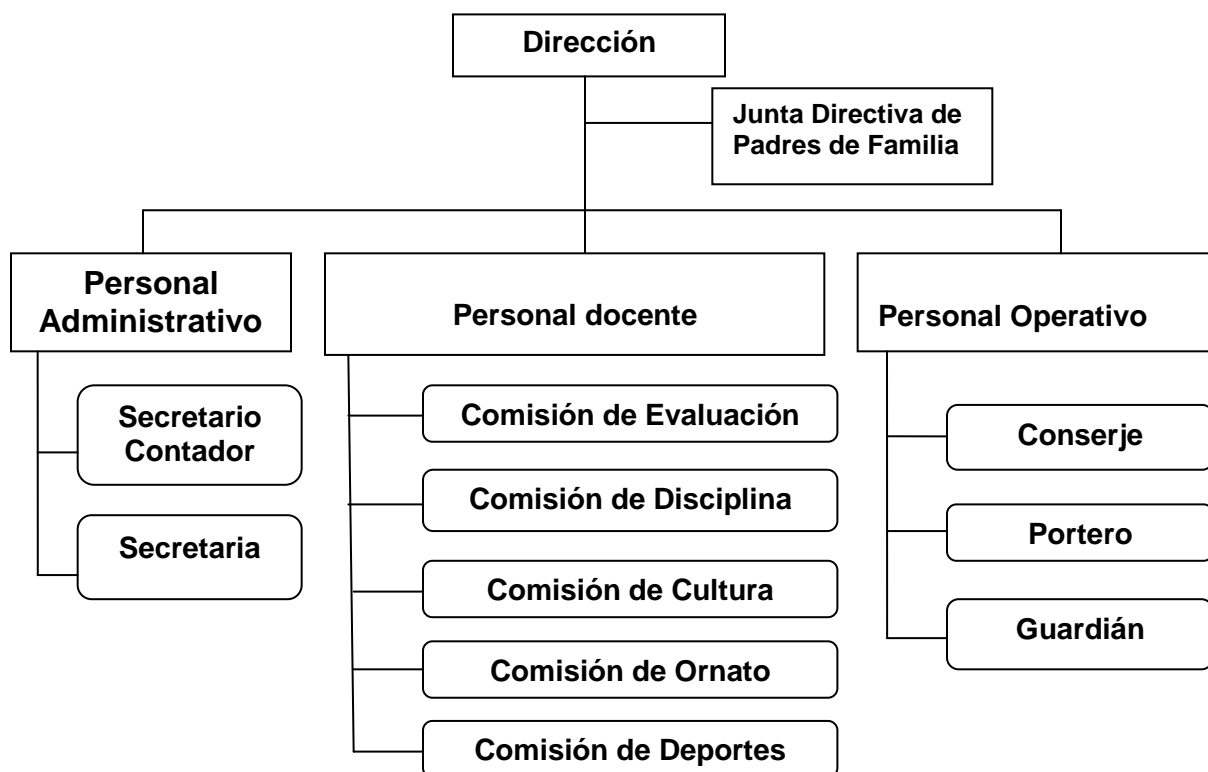 Dirección
Junta Directiva de
Padres de Familia
Personal
Administrativo
Personal docente
Personal Operativo
Secretario
Contador
Secretaria
Comisión de Evaluación
Comisión de Disciplina
Comisión de Cultura
Comisión de Ornato
Comisión de Deportes
Conserje
Portero
Guardián